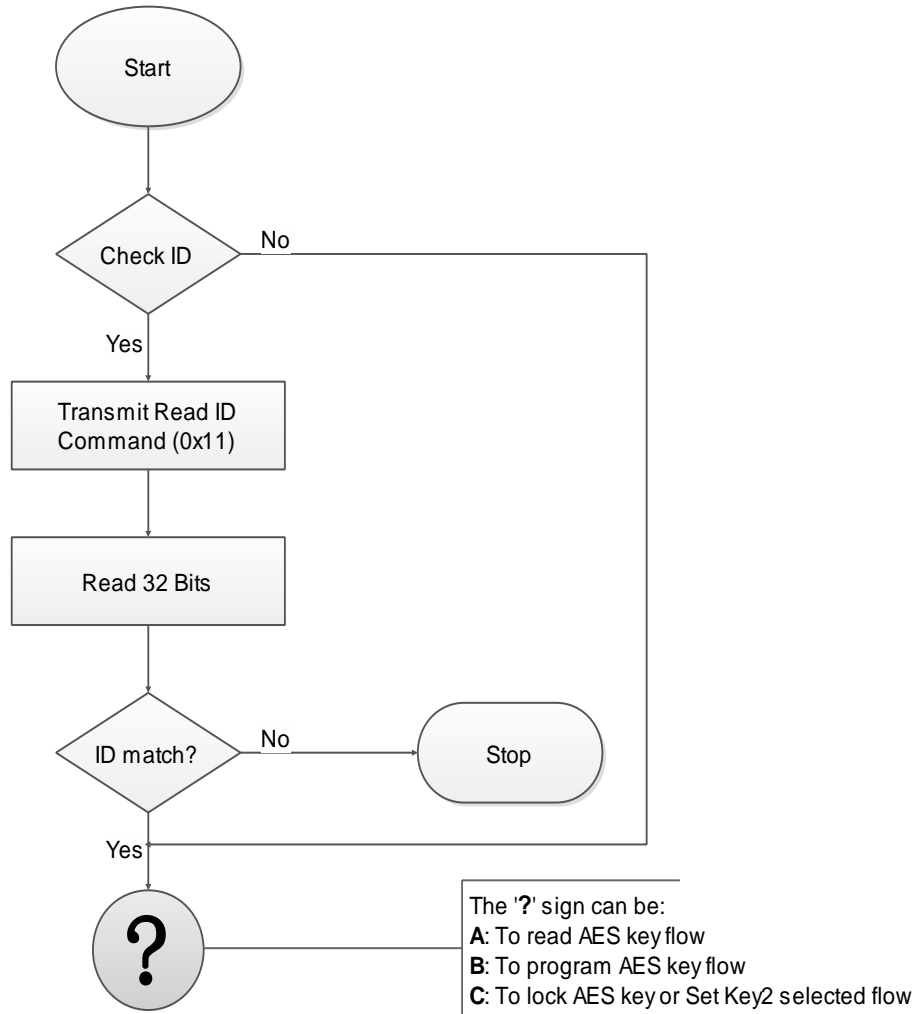 Start
Check ID
No
Yes
Transmit Read ID
Command (0x11)
Read 32 Bits
ID match?
No
Stop
Yes
?
The '?' sign can be:
A: To read AES key flow
B: To program AES key flow
C: To lock AES key or Set Key2 selected flow